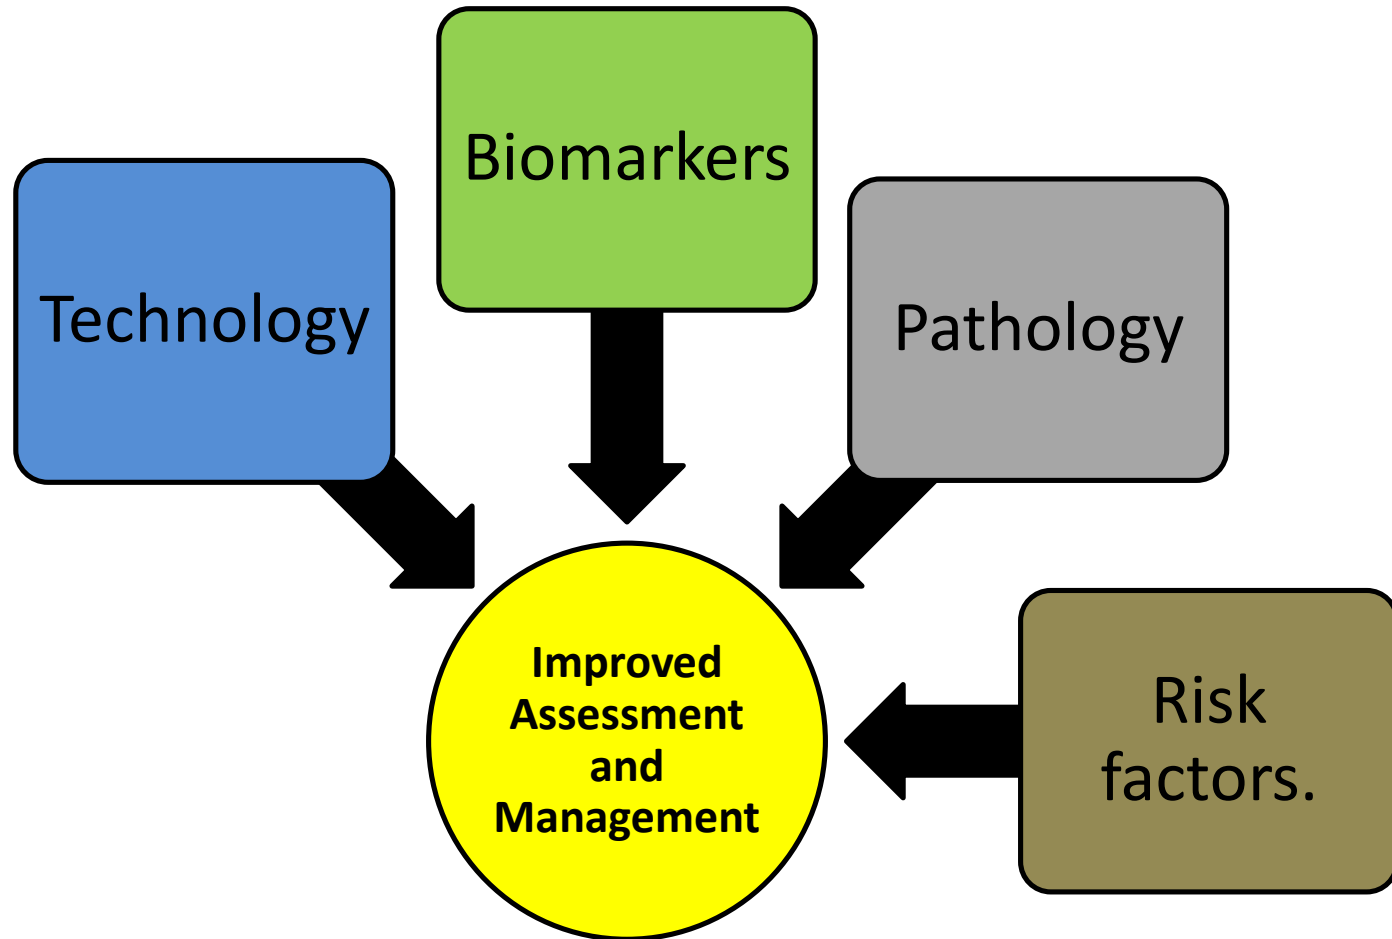 Biomarkers
Technology
Pathology
Improved
Assessment
and
Management
Risk
factors.